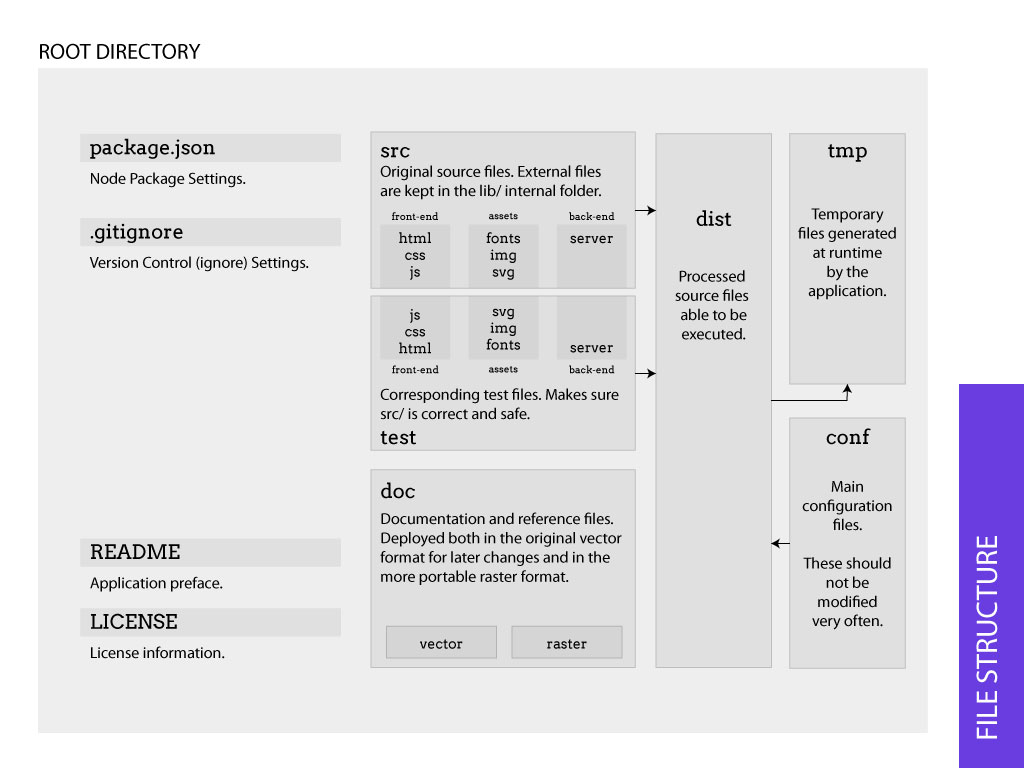 ROOT DIRECTORY
package.json
Node Package Settings.
.gitignore
Version Control (ignore) Settings.
README
Application preface.
LICENSE
License information.
src
Original source files. External files
are kept in the lib/ internal folder.
front-end
html
css
js
assets
fonts
img
svg
back-end
server
js
css
html
front-end
svg
img
fonts
assets
server
back-end
Corresponding test files. Makes sure
src/ is correct and safe.
test
doc
Documentation and reference files.
Deployed both in the original vector
format for later changes and in the
more portable raster format.
vector
raster
dist
Processed
source files
able to be
executed.
tmp
Temporary
files generated
at runtime
by the
application.
conf
Main
configuration
files.
These should
not be
modified
very often.
FILE STRUCTURE